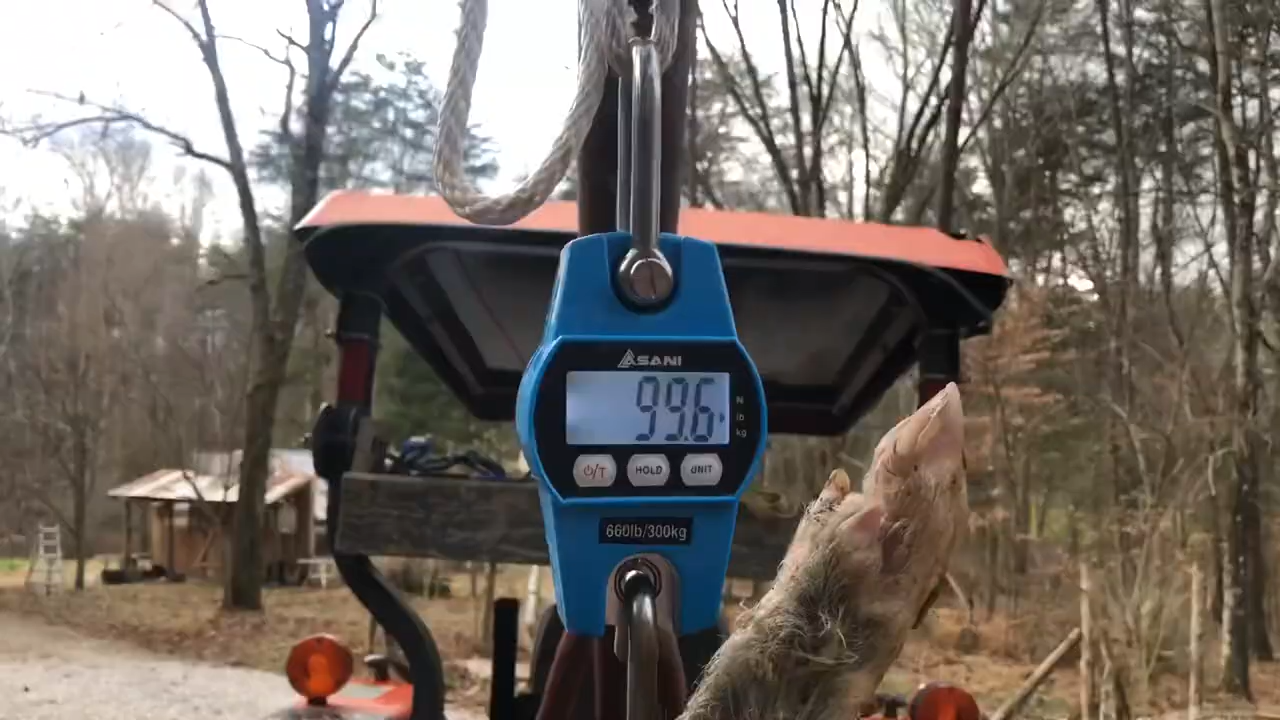 ASANI
99.6
N
lb
kg
⏻/T HOLD UNIT
660lb/300kg